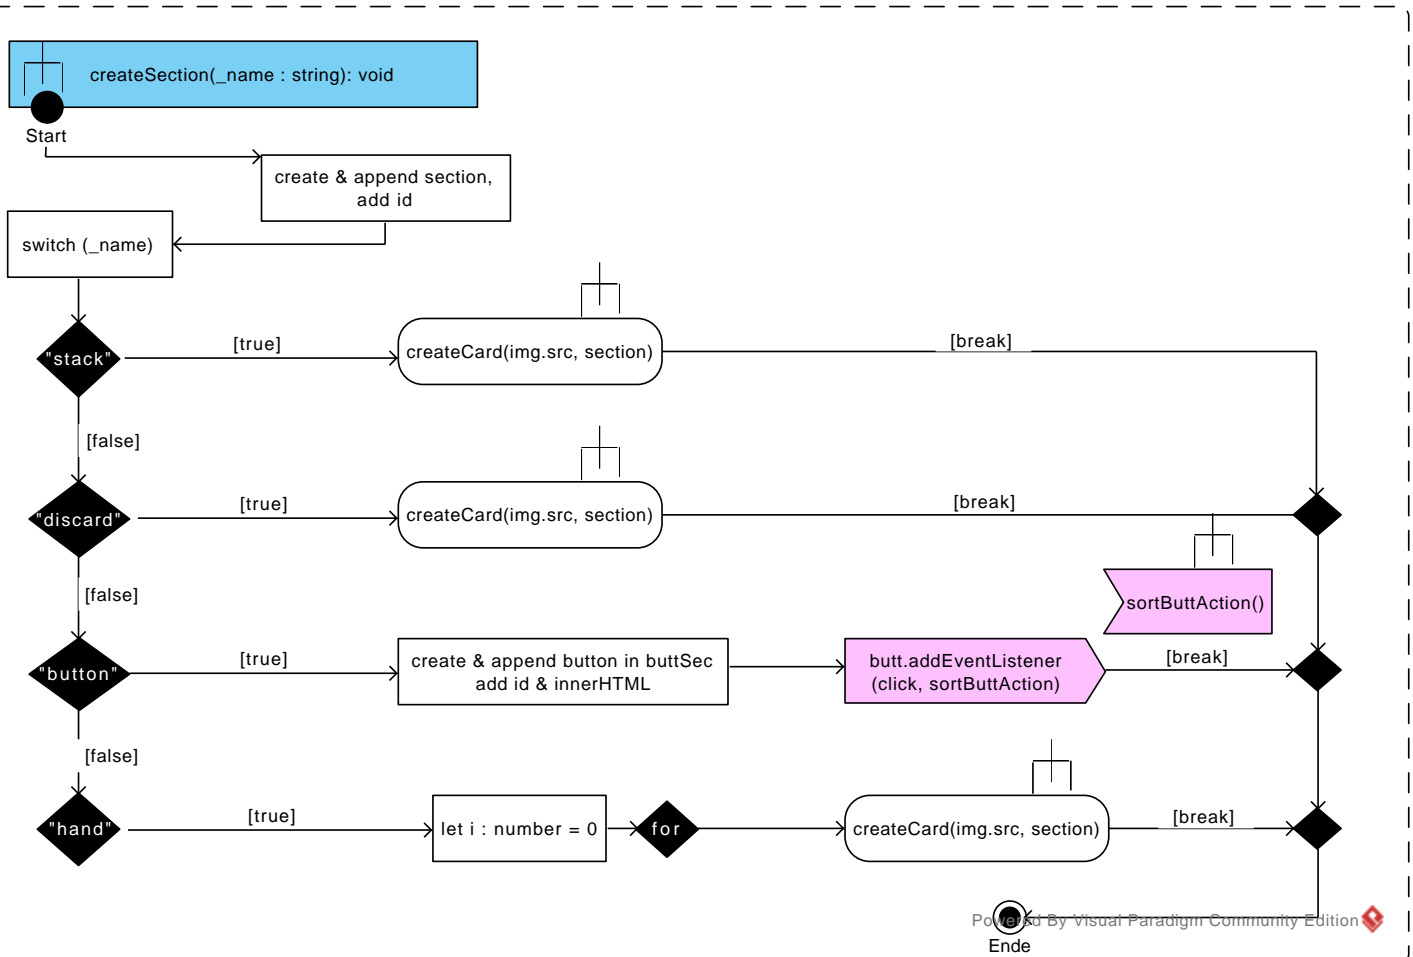 createSection(_name : string): void
Start
create & append section,
add id
switch (_name)
"stack"
[true]
createCard(img.src, section)
[break]
[false]
"discard"
[true]
createCard(img.src, section)
[break]
[false]
sortButtAction()
"button"
[true]
create & append button in buttSec
add id & innerHTML
butt.addEventListener
(click, sortButtAction)
[break]
[false]
"hand"
[true]
let i : number = 0
for
createCard(img.src, section)
[break]
Powered By Visual Paradigm Community Edition
Ende